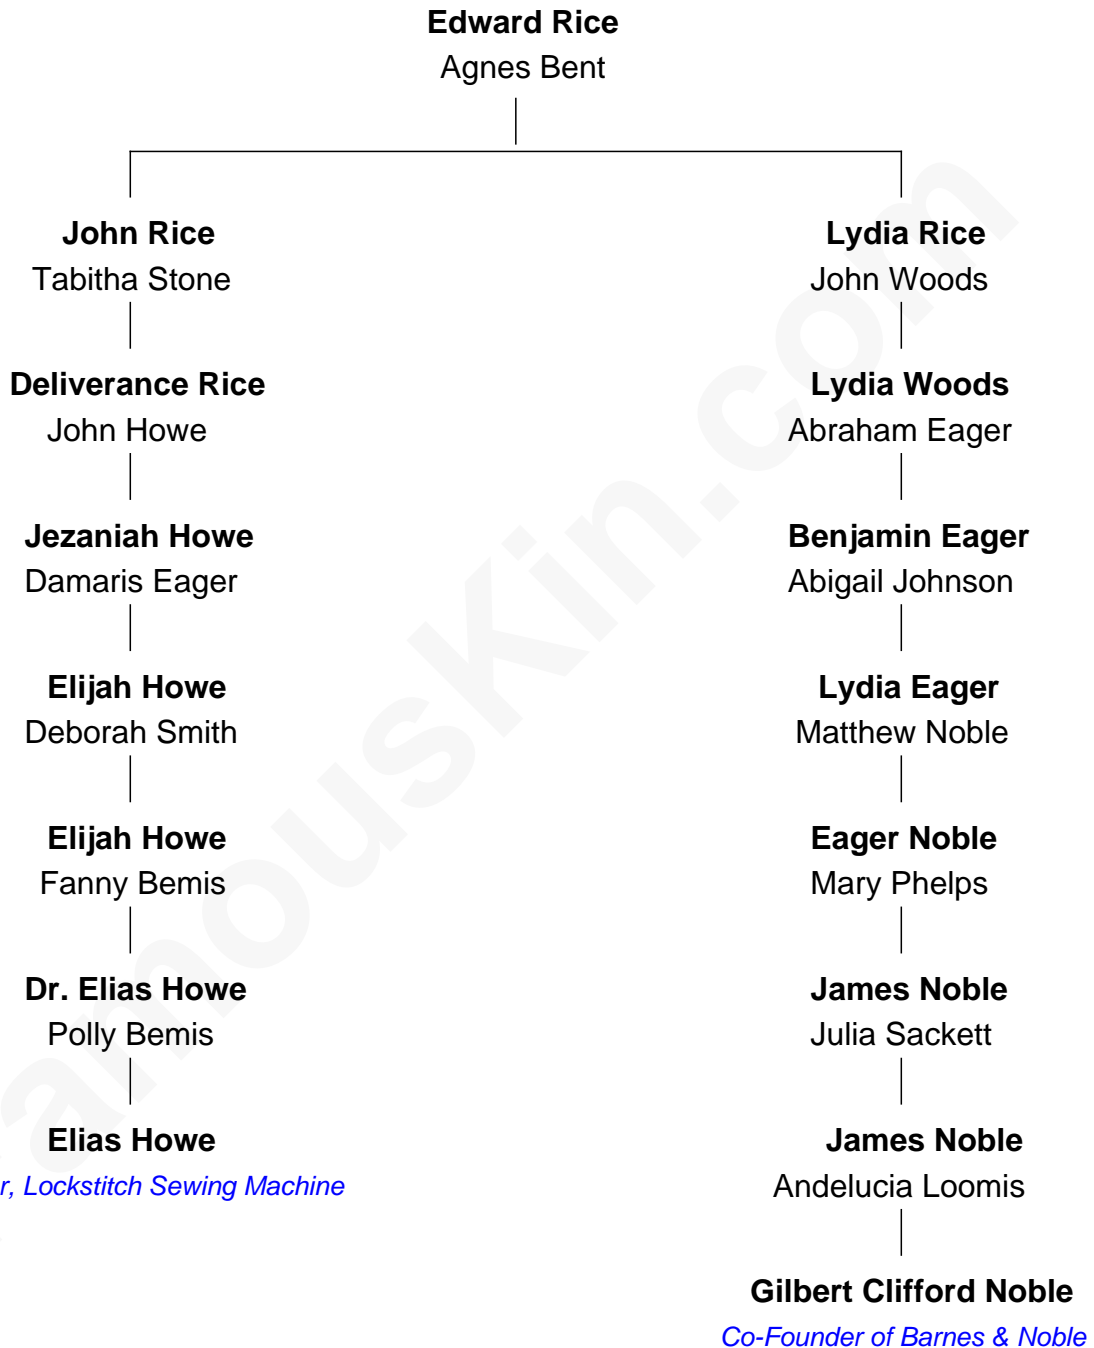 Edward Rice
Agnes Bent
John Rice
Tabitha Stone
Deliverance Rice
John Howe
Jezaniah Howe
Damaris Eager
Elijah Howe
Deborah Smith
Elijah Howe
Fanny Bemis
Dr. Elias Howe
Polly Bemis
Elias Howe
r, Lockstitch Sewing Machine
Lydia Rice
John Woods
Lydia Woods
Abraham Eager
Benjamin Eager
Abigail Johnson
Lydia Eager
Matthew Noble
Eager Noble
Mary Phelps
James Noble
Julia Sackett
James Noble
Andelucia Loomis
Gilbert Clifford Noble
Co-Founder of Barnes & Noble
amousKin.com